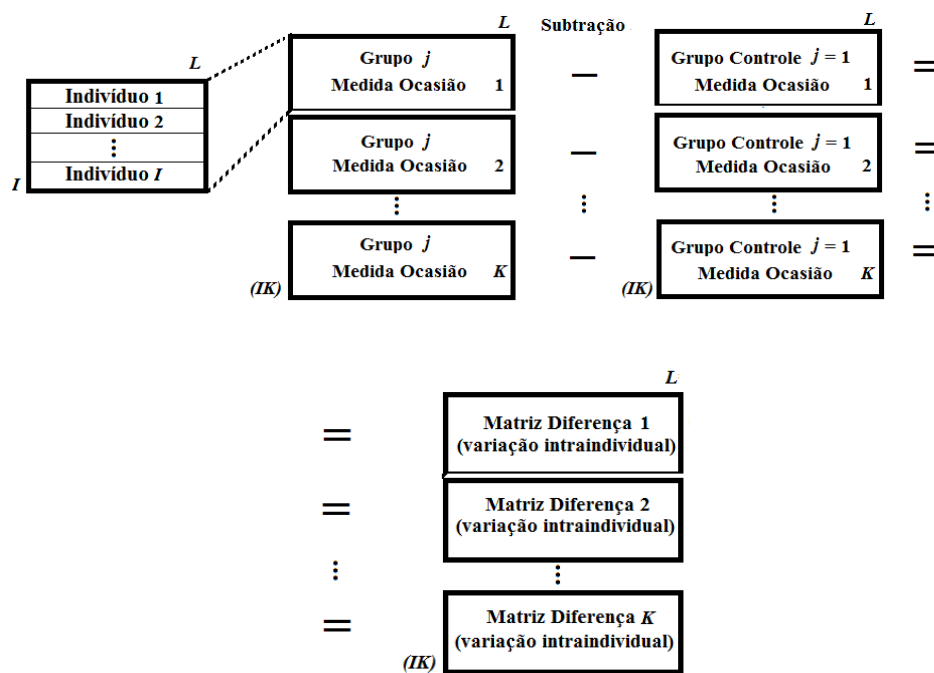 L
Indivíduo 1
Indivíduo 2
⋮
Indivíduo I
I
L
Grupo j
Medida Ocasião 1
Grupo j
Medida Ocasião 2
⋮
Grupo j
Medida Ocasião K
(IK)
Subtração
—
—
⋮
—
L
Grupo Controle j = 1
Medida Ocasião 1
Grupo Controle j = 1
Medida Ocasião 2
⋮
Grupo Controle j = 1
Medida Ocasião K
(IK)
=
=
⋮
=
=
=
⋮
=
L
Matriz Diferença 1
(variação intraindividual)
Matriz Diferença 2
(variação intraindividual)
⋮
Matriz Diferença K
(variação intraindividual)
(IK)